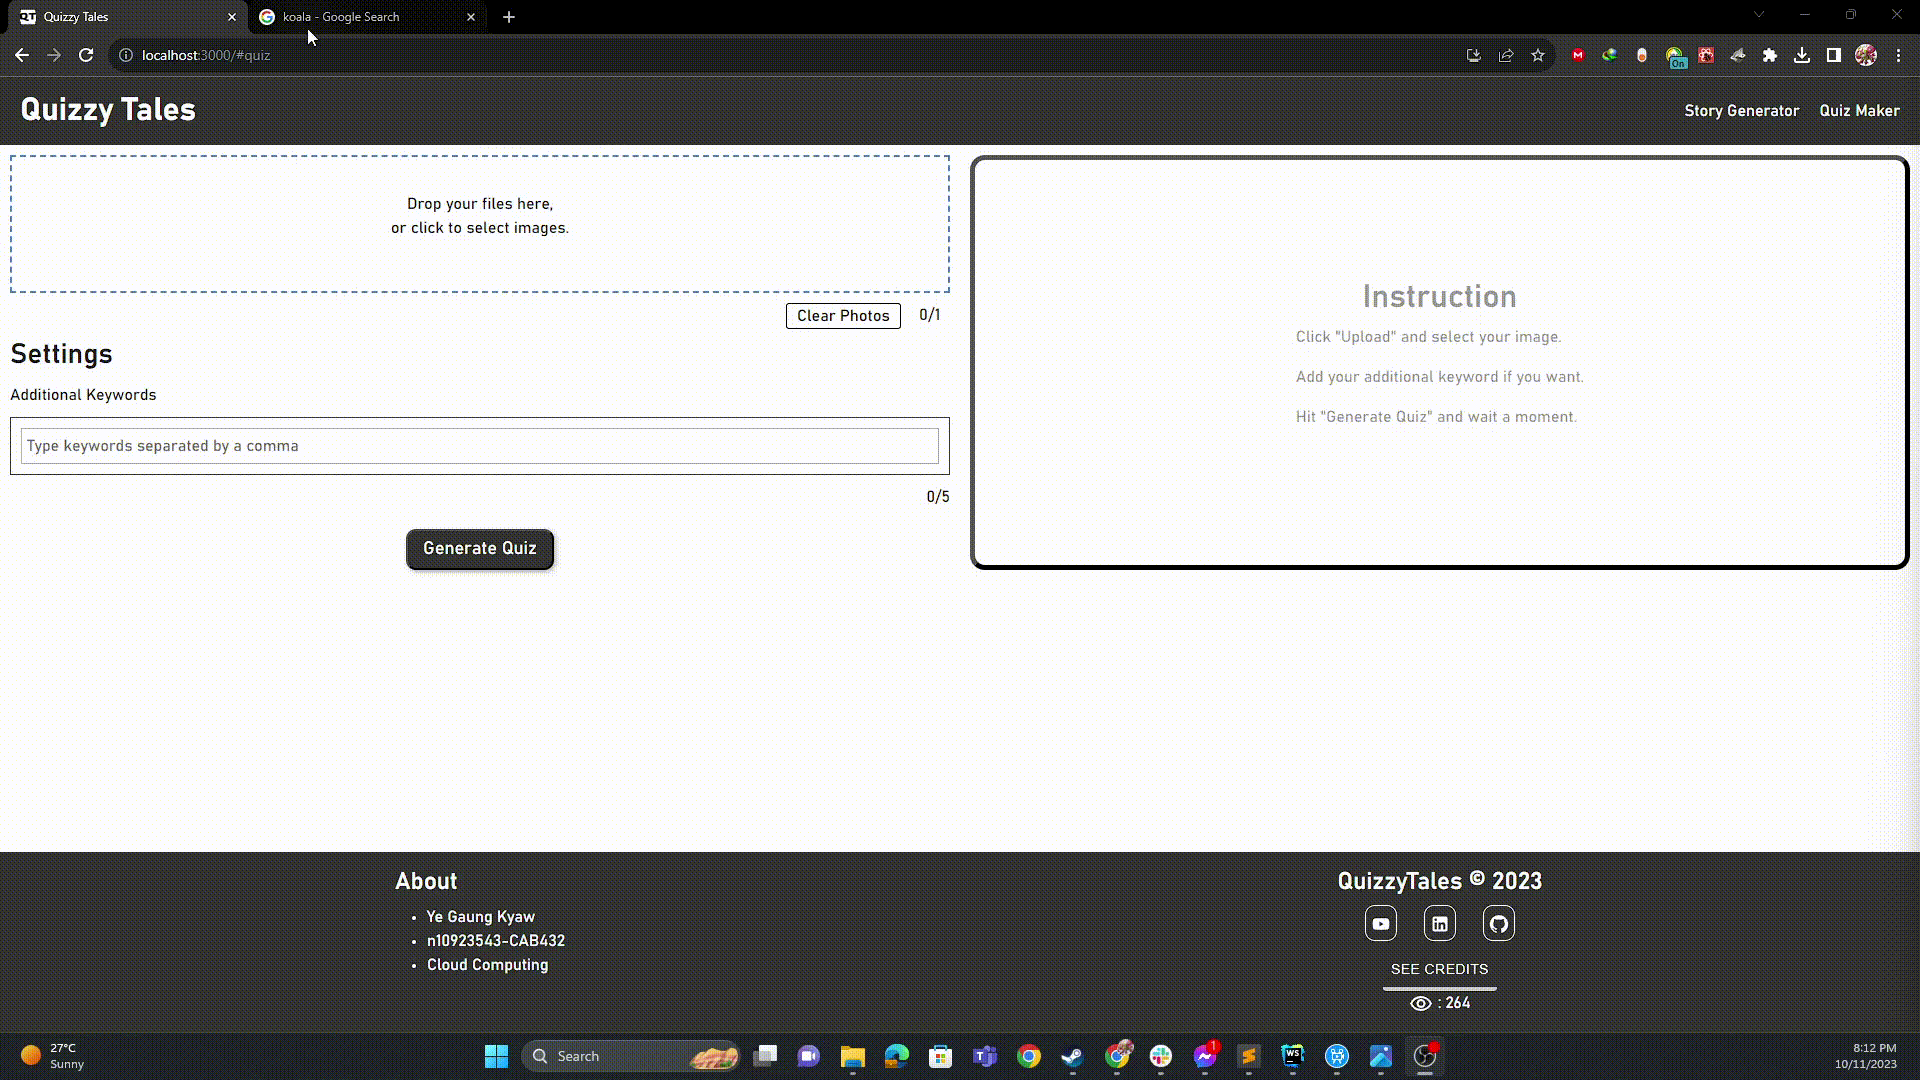 QT Quizzy Tales
koala - Google Search
localhost:3000/#quiz
On
Quizzy Tales
Story Generator
Quiz Maker
Drop your files here,
or click to select images.
Clear Photos
0/1
Settings
Additional Keywords
Type keywords separated by a comma
0/5
Generate Quiz
Instruction
Click "Upload" and select your image.
Add your additional keyword if you want.
Hit "Generate Quiz" and wait a moment.
About
Ye Gaung Kyaw
n10923543-CAB432
Cloud Computing
QuizzyTales © 2023
SEE CREDITS
: 264
27°C
Sunny
Search
1
WS
8:12 PM
10/11/2023